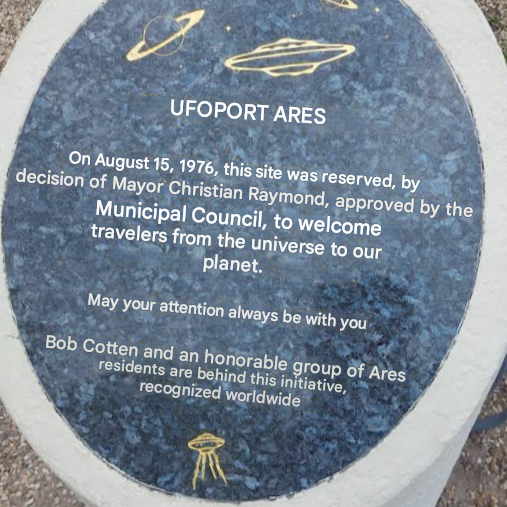 UFOPORT ARES
On August 15, 1976, this site was reserved, by
decision of Mayor Christian Raymond, approved by the
Municipal Council, to welcome
travelers from the universe to our
planet.
May your attention always be with you
Bob Cotten and an honorable group of Ares
residents are behind this initiative,
recognized worldwide